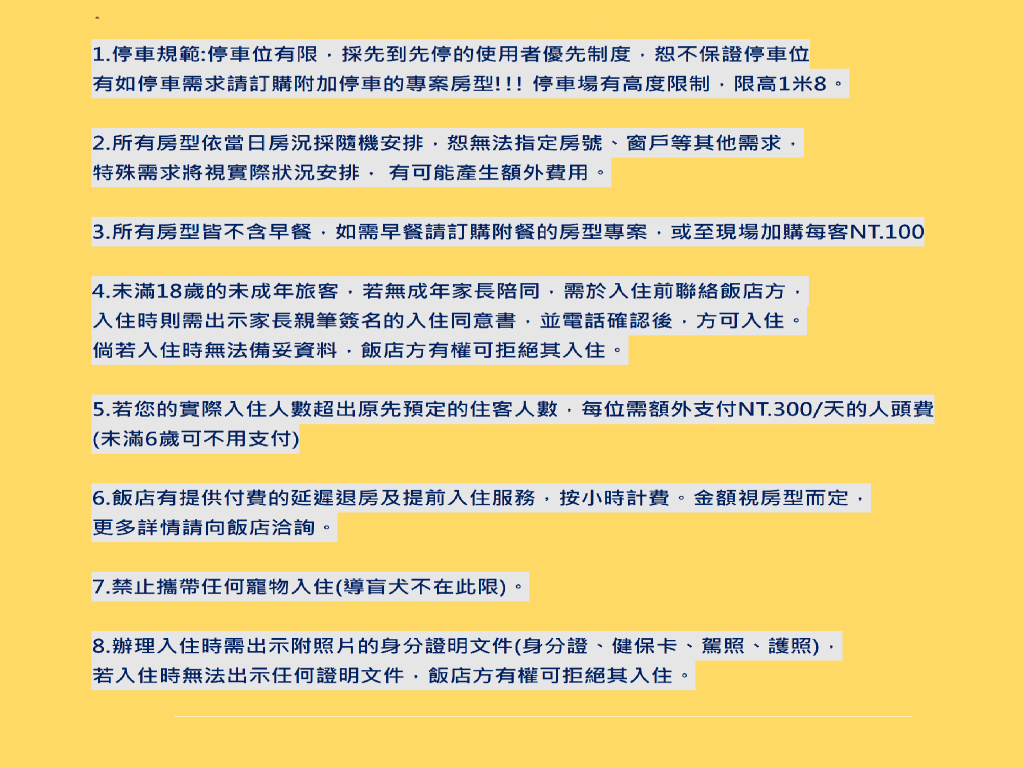 1.停車規範:停車位有限，採先到先停的使用者優先制度，恕不保證停車位
有如停車需求請訂購附加停車的專案房型!!! 停車場有高度限制，限高1米8。
2.所有房型依當日房況採隨機安排，恕無法指定房號、窗戶等其他需求，
特殊需求將視實際狀況安排， 有可能產生額外費用。
3.所有房型皆不含早餐，如需早餐請訂購附餐的房型專案，或至現場加購每客NT.100
4.未滿18歲的未成年旅客，若無成年家長陪同，需於入住前聯絡飯店方，
入住時則需出示家長親筆簽名的入住同意書，並電話確認後，方可入住。
倘若入住時無法備妥資料，飯店方有權可拒絕其入住。
5.若您的實際入住人數超出原先預定的住客人數，每位需額外支付NT.300/天的人頭費
(未滿6歲可不用支付)
6.飯店有提供付費的延遲退房及提前入住服務，按小時計費。金額視房型而定，
更多詳情請向飯店洽詢。
7.禁止攜帶任何寵物入住(導盲犬不在此限)。
8.辦理入住時需出示附照片的身分證明文件(身分證、健保卡、駕照、護照)，
若入住時無法出示任何證明文件，飯店方有權可拒絕其入住。